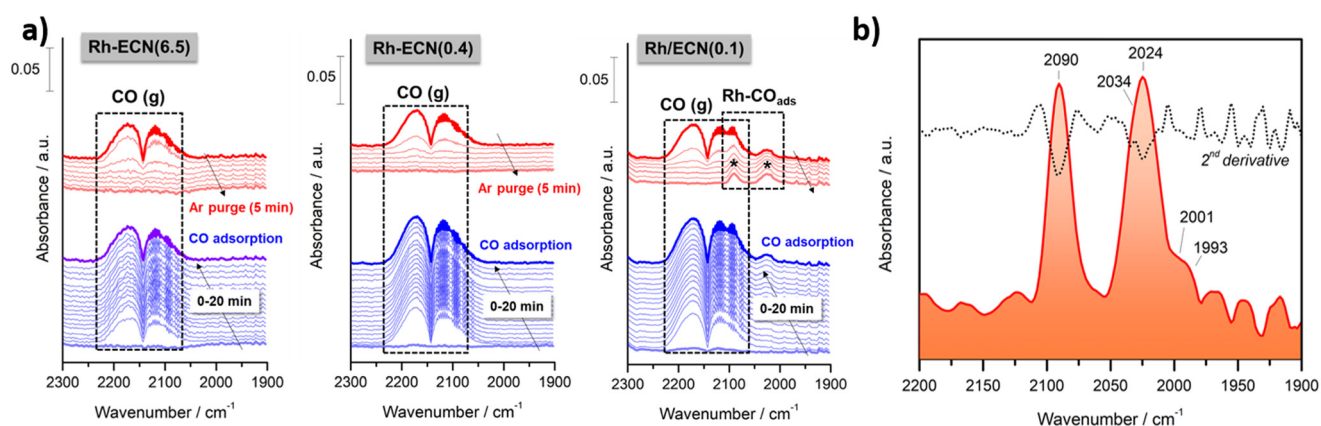 a)
Rh-ECN(6.5)
0.05
CO (g)
Ar purge (5 min)
CO adsorption
0-20 min
Absorbance / a.u.
2300 2200 2100 2000 1900
Wavenumber / cm-1
Rh-ECN(0.4)
0.05
CO (g)
Ar purge (5 min)
CO adsorption
0-20 min
Absorbance / a.u.
2300 2200 2100 2000 1900
Wavenumber / cm-1
Rh/ECN(0.1)
0.05
Rh-COads
CO (g)
* *
CO adsorption
0-20 min
Absorbance / a.u.
2300 2200 2100 2000 1900
Wavenumber / cm-1
b)
2090
2024
2034
2nd derivative
2001
1993
Absorbance / a.u.
2200 2150 2100 2050 2000 1950 1900
Wavenumber / cm-1